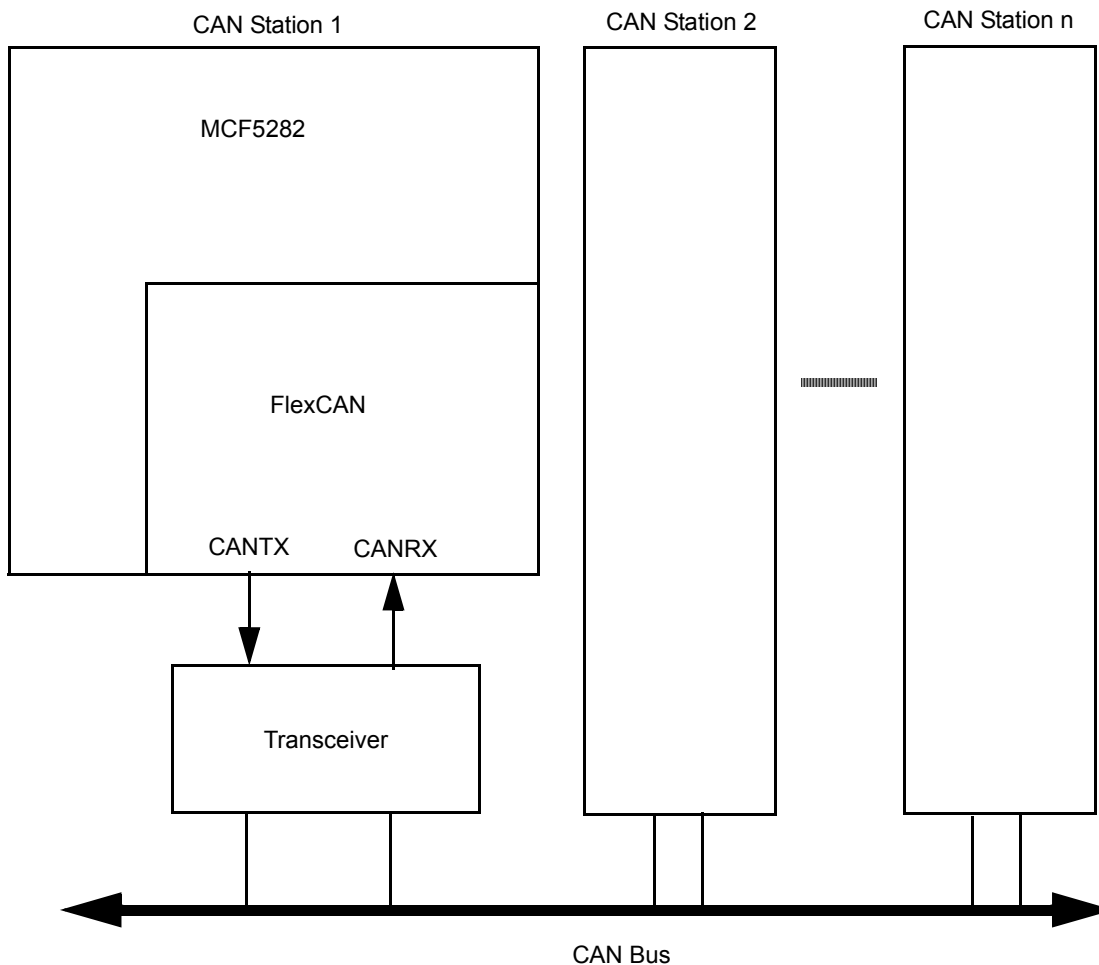 CAN Station 1
CAN Station 2
CAN Station n
MCF5282
FlexCAN
CANTX
CANRX
Transceiver
CAN Bus